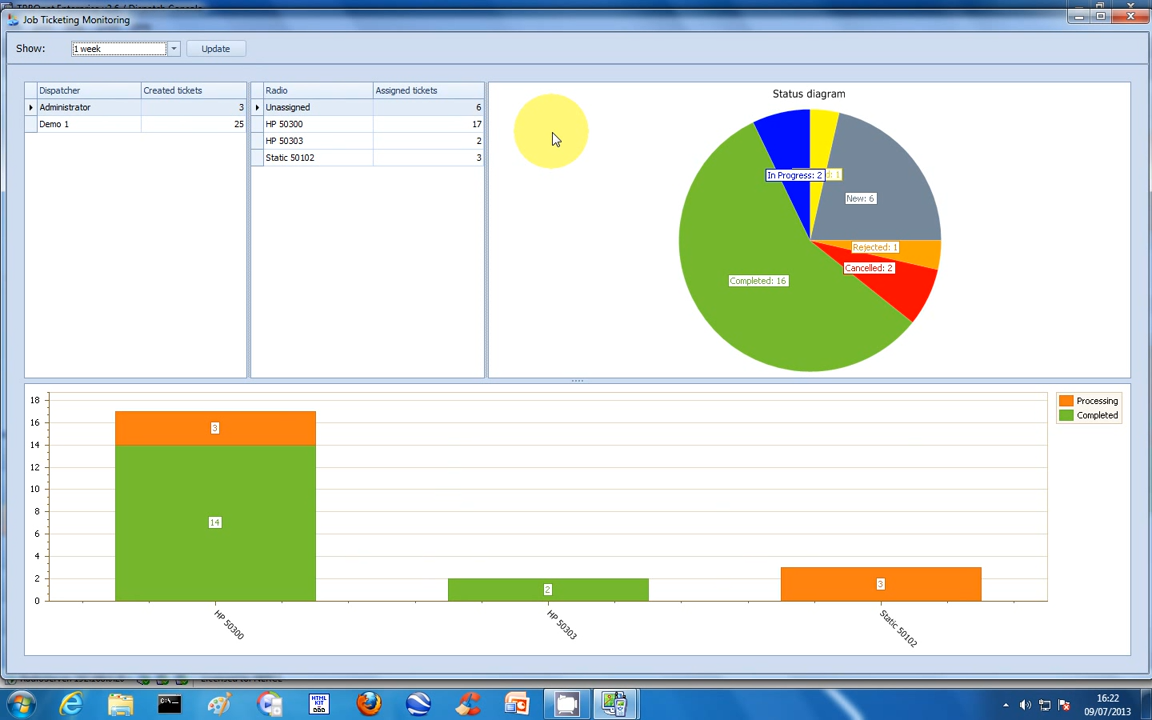 Job Ticketing Monitoring
Show: 1 week Update
Dispatcher Created tickets
Administrator 3
Demo 1 25
Radio Assigned tickets
Unassigned 6
HP 50300 17
HP 50303 2
Static 50102 3
Status diagram
In Progress: 2
d: 1
New: 6
Rejected: 1
Cancelled: 2
Completed: 16
18
16
14
12
10
8
6
4
2
0
3
14
2
3
HP 50300
HP 50303
Static 50102
Processing
Completed
HTML
KIT
16:22
09/07/2013